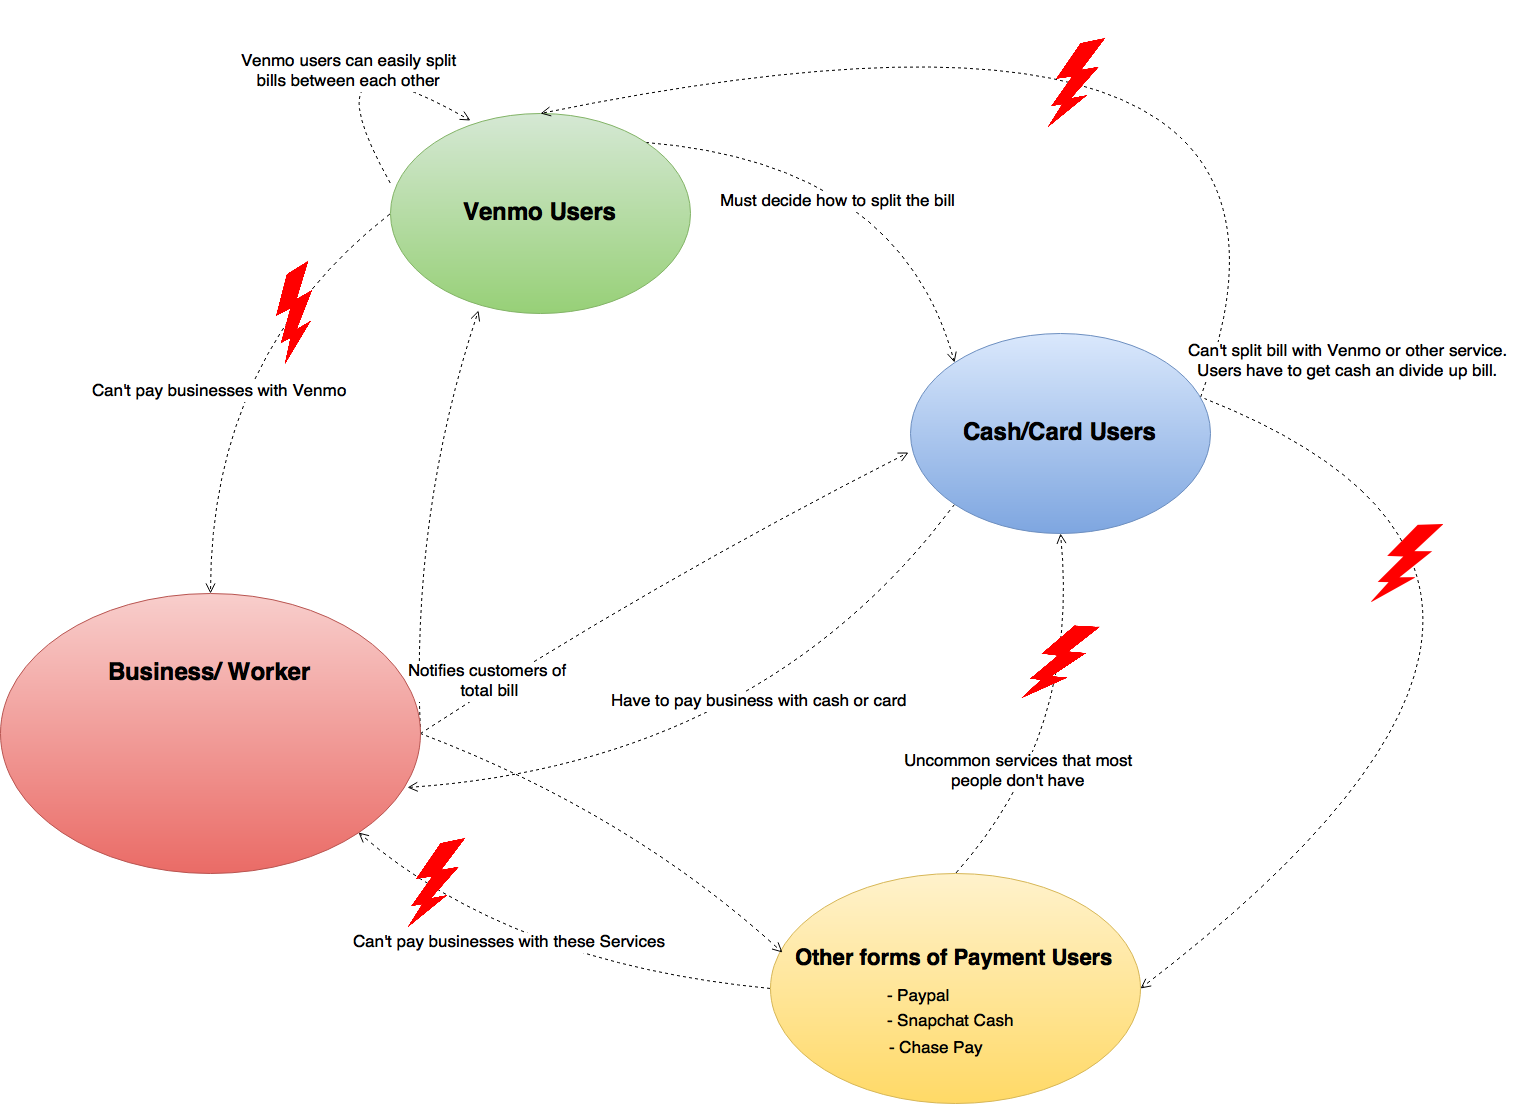 Venmo users can easily split
bills between each other
Venmo Users
Must decide how to split the bill
Can't split bill with Venmo or other service.
Users have to get cash an divide up bill.
Can't pay businesses with Venmo
Cash/Card Users
Business/ Worker
Notifies customers of
total bill
Have to pay business with cash or card
Uncommon services that most
people don't have
Can't pay businesses with these Services
Other forms of Payment Users
- Paypal
- Snapchat Cash
- Chase Pay